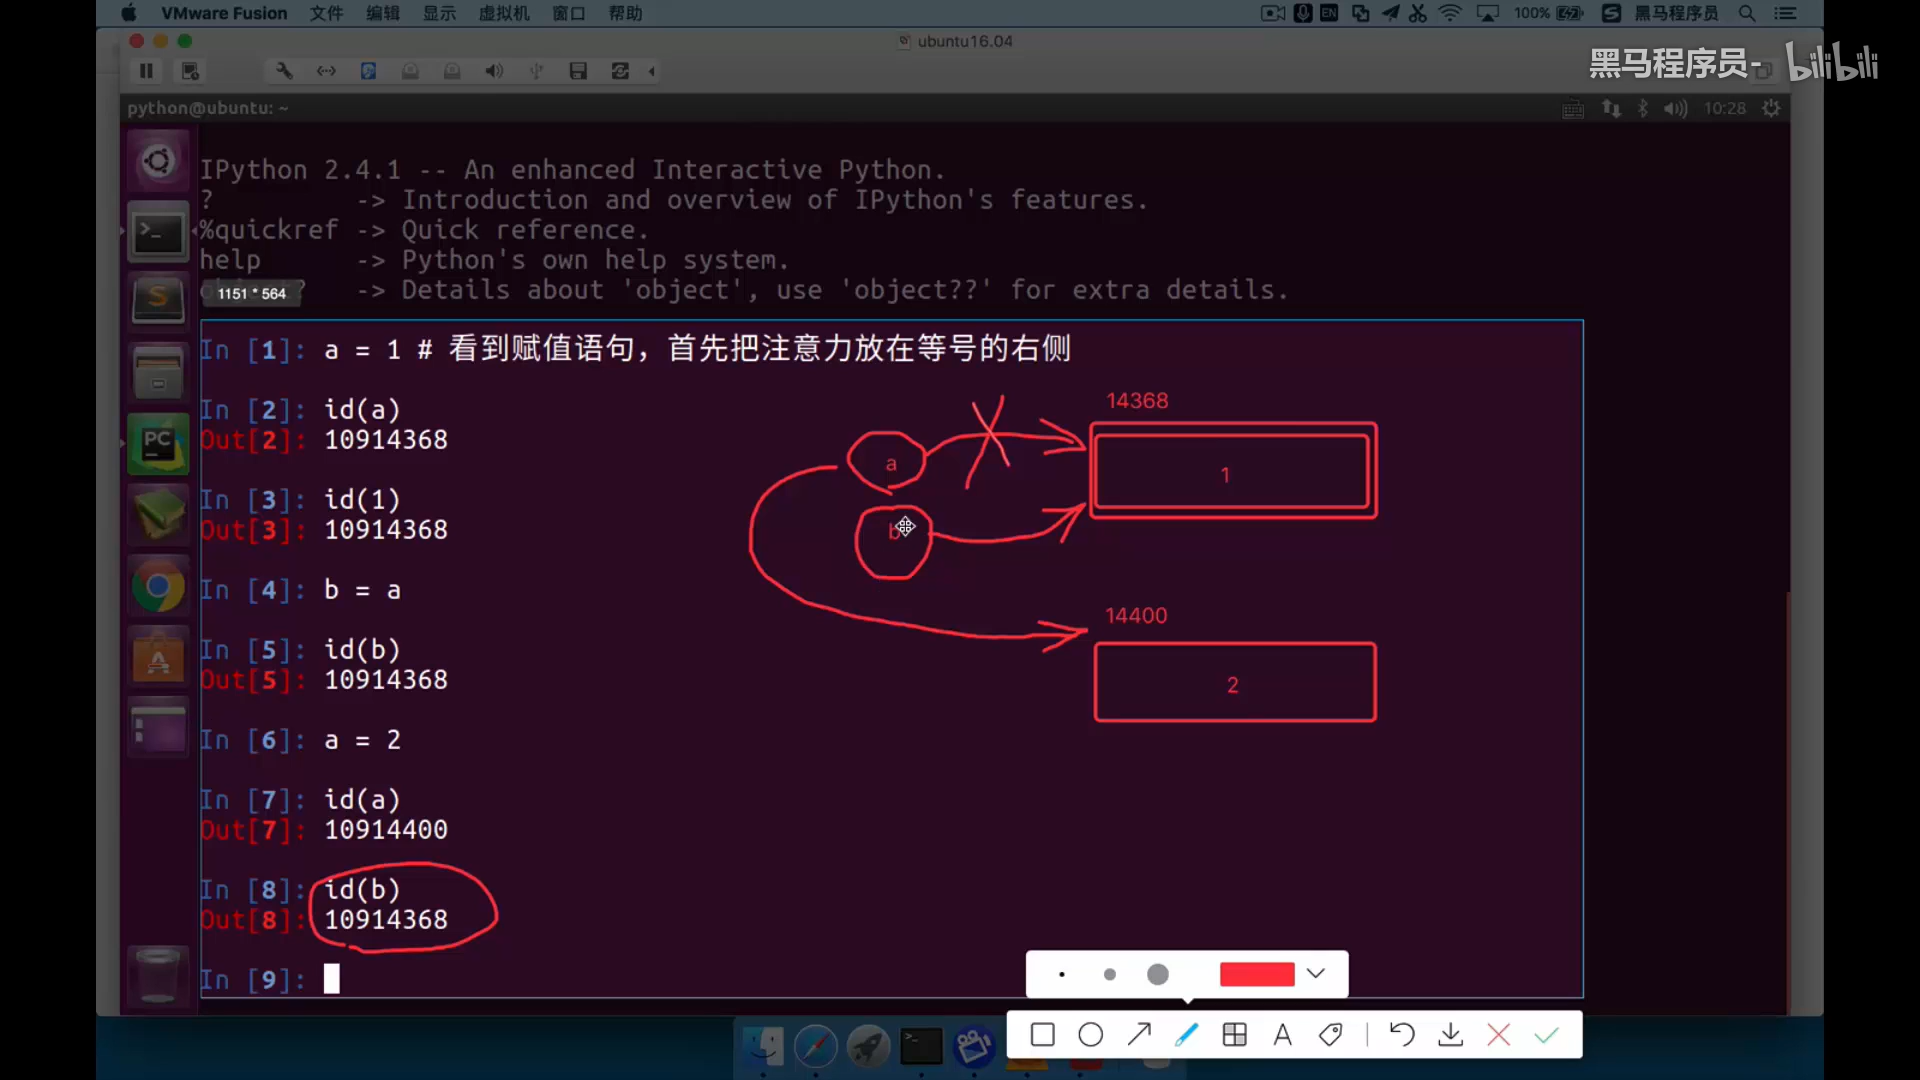 VMware Fusion 文件 编辑 显示 虚拟机 窗口 帮助 EN 100% 黑马程序员
ubuntu16.04
黑马程序员- bilibili
python@ubuntu: ~ 10:28
IPython 2.4.1 -- An enhanced Interactive Python.
? -> Introduction and overview of IPython's features.
%quickref -> Quick reference.
help -> Python's own help system.
1151 * 564 ? -> Details about 'object', use 'object??' for extra details.
In [1]: a = 1 # 看到赋值语句，首先把注意力放在等号的右侧
In [2]: id(a)
Out[2]: 10914368
In [3]: id(1)
Out[3]: 10914368
In [4]: b = a
In [5]: id(b)
Out[5]: 10914368
In [6]: a = 2
In [7]: id(a)
Out[7]: 10914400
In [8]: id(b)
Out[8]: 10914368
In [9]:
14368
a
1
b
14400
2
PC
A